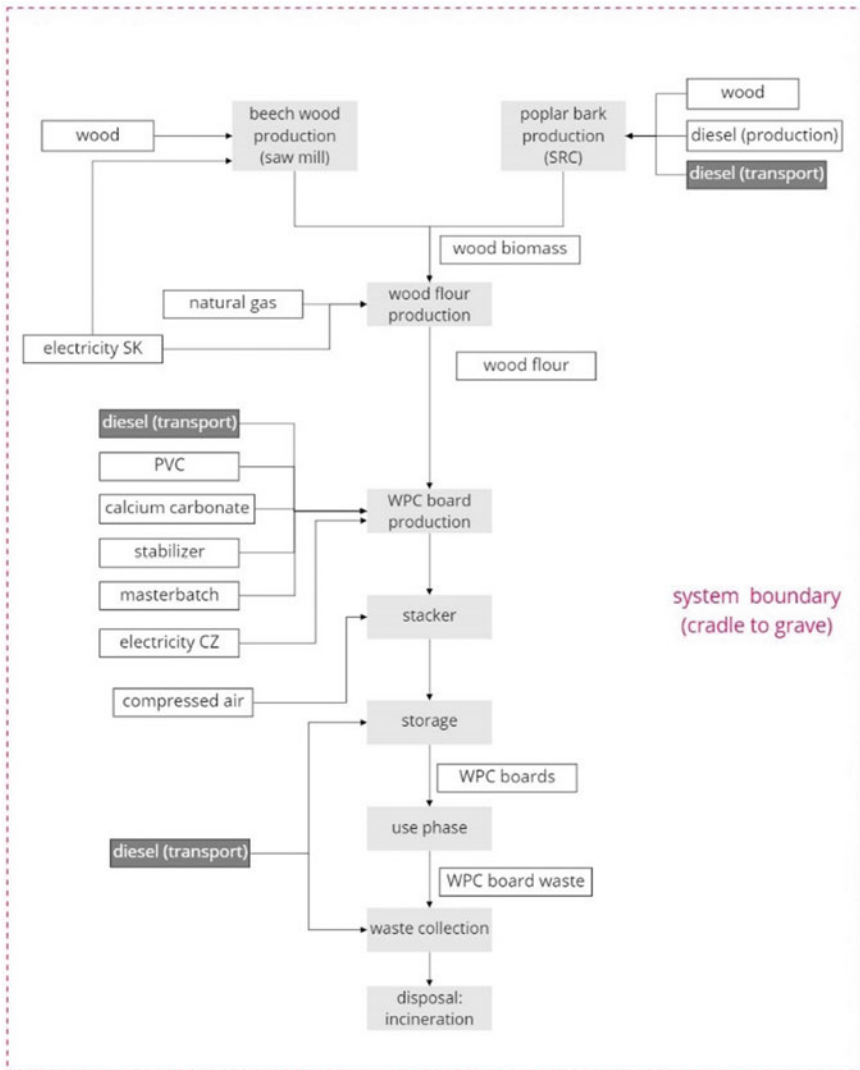 beech wood
production
(saw mill)
poplar bark
production
(SRC)
wood
wood
diesel (production)
diesel (transport)
wood biomass
natural gas
wood flour
production
electricity SK
wood flour
diesel (transport)
PVC
calcium carbonate
stabilizer
masterbatch
electricity CZ
WPC board
production
system boundary
(cradle to grave)
stacker
compressed air
storage
WPC boards
use phase
diesel (transport)
WPC board waste
waste collection
disposal:
incineration